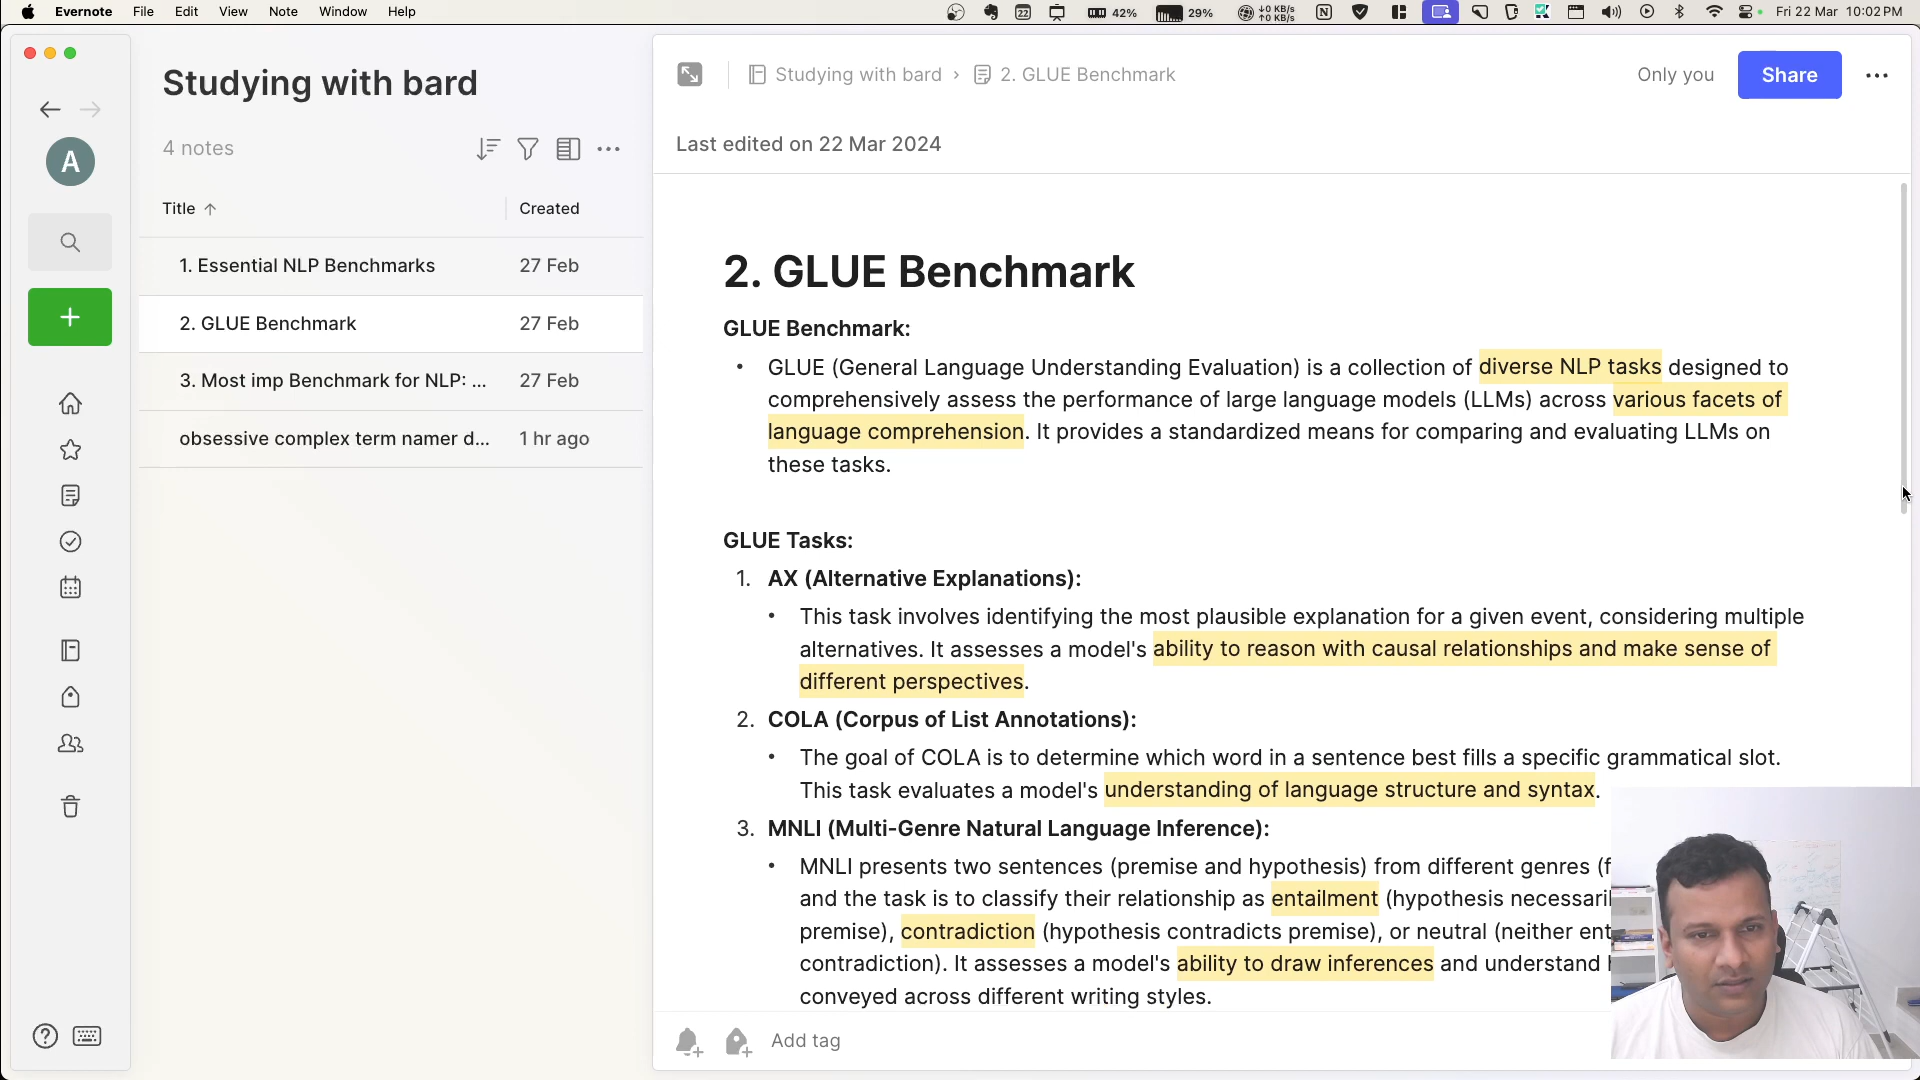 Evernote File Edit View Note Window Help
22 42% 29% ↓0 KB/s ↑0 KB/s Fri 22 Mar 10:02 PM
Studying with bard
A
4 notes
Title ↑ Created
1. Essential NLP Benchmarks 27 Feb
2. GLUE Benchmark 27 Feb
3. Most imp Benchmark for NLP: ... 27 Feb
obsessive complex term namer d... 1 hr ago
Studying with bard › 2. GLUE Benchmark
Only you Share
Last edited on 22 Mar 2024
2. GLUE Benchmark
GLUE Benchmark:
• GLUE (General Language Understanding Evaluation) is a collection of diverse NLP tasks designed to
comprehensively assess the performance of large language models (LLMs) across various facets of
language comprehension. It provides a standardized means for comparing and evaluating LLMs on
these tasks.
GLUE Tasks:
1. AX (Alternative Explanations):
• This task involves identifying the most plausible explanation for a given event, considering multiple
alternatives. It assesses a model's ability to reason with causal relationships and make sense of
different perspectives.
2. COLA (Corpus of List Annotations):
• The goal of COLA is to determine which word in a sentence best fills a specific grammatical slot.
This task evaluates a model's understanding of language structure and syntax.
3. MNLI (Multi-Genre Natural Language Inference):
• MNLI presents two sentences (premise and hypothesis) from different genres (
and the task is to classify their relationship as entailment (hypothesis
premise), contradiction (hypothesis contradicts premise), or neutral (neither
contradiction). It assesses a model's ability to draw inferences and understand
conveyed across different writing styles.
Add tag